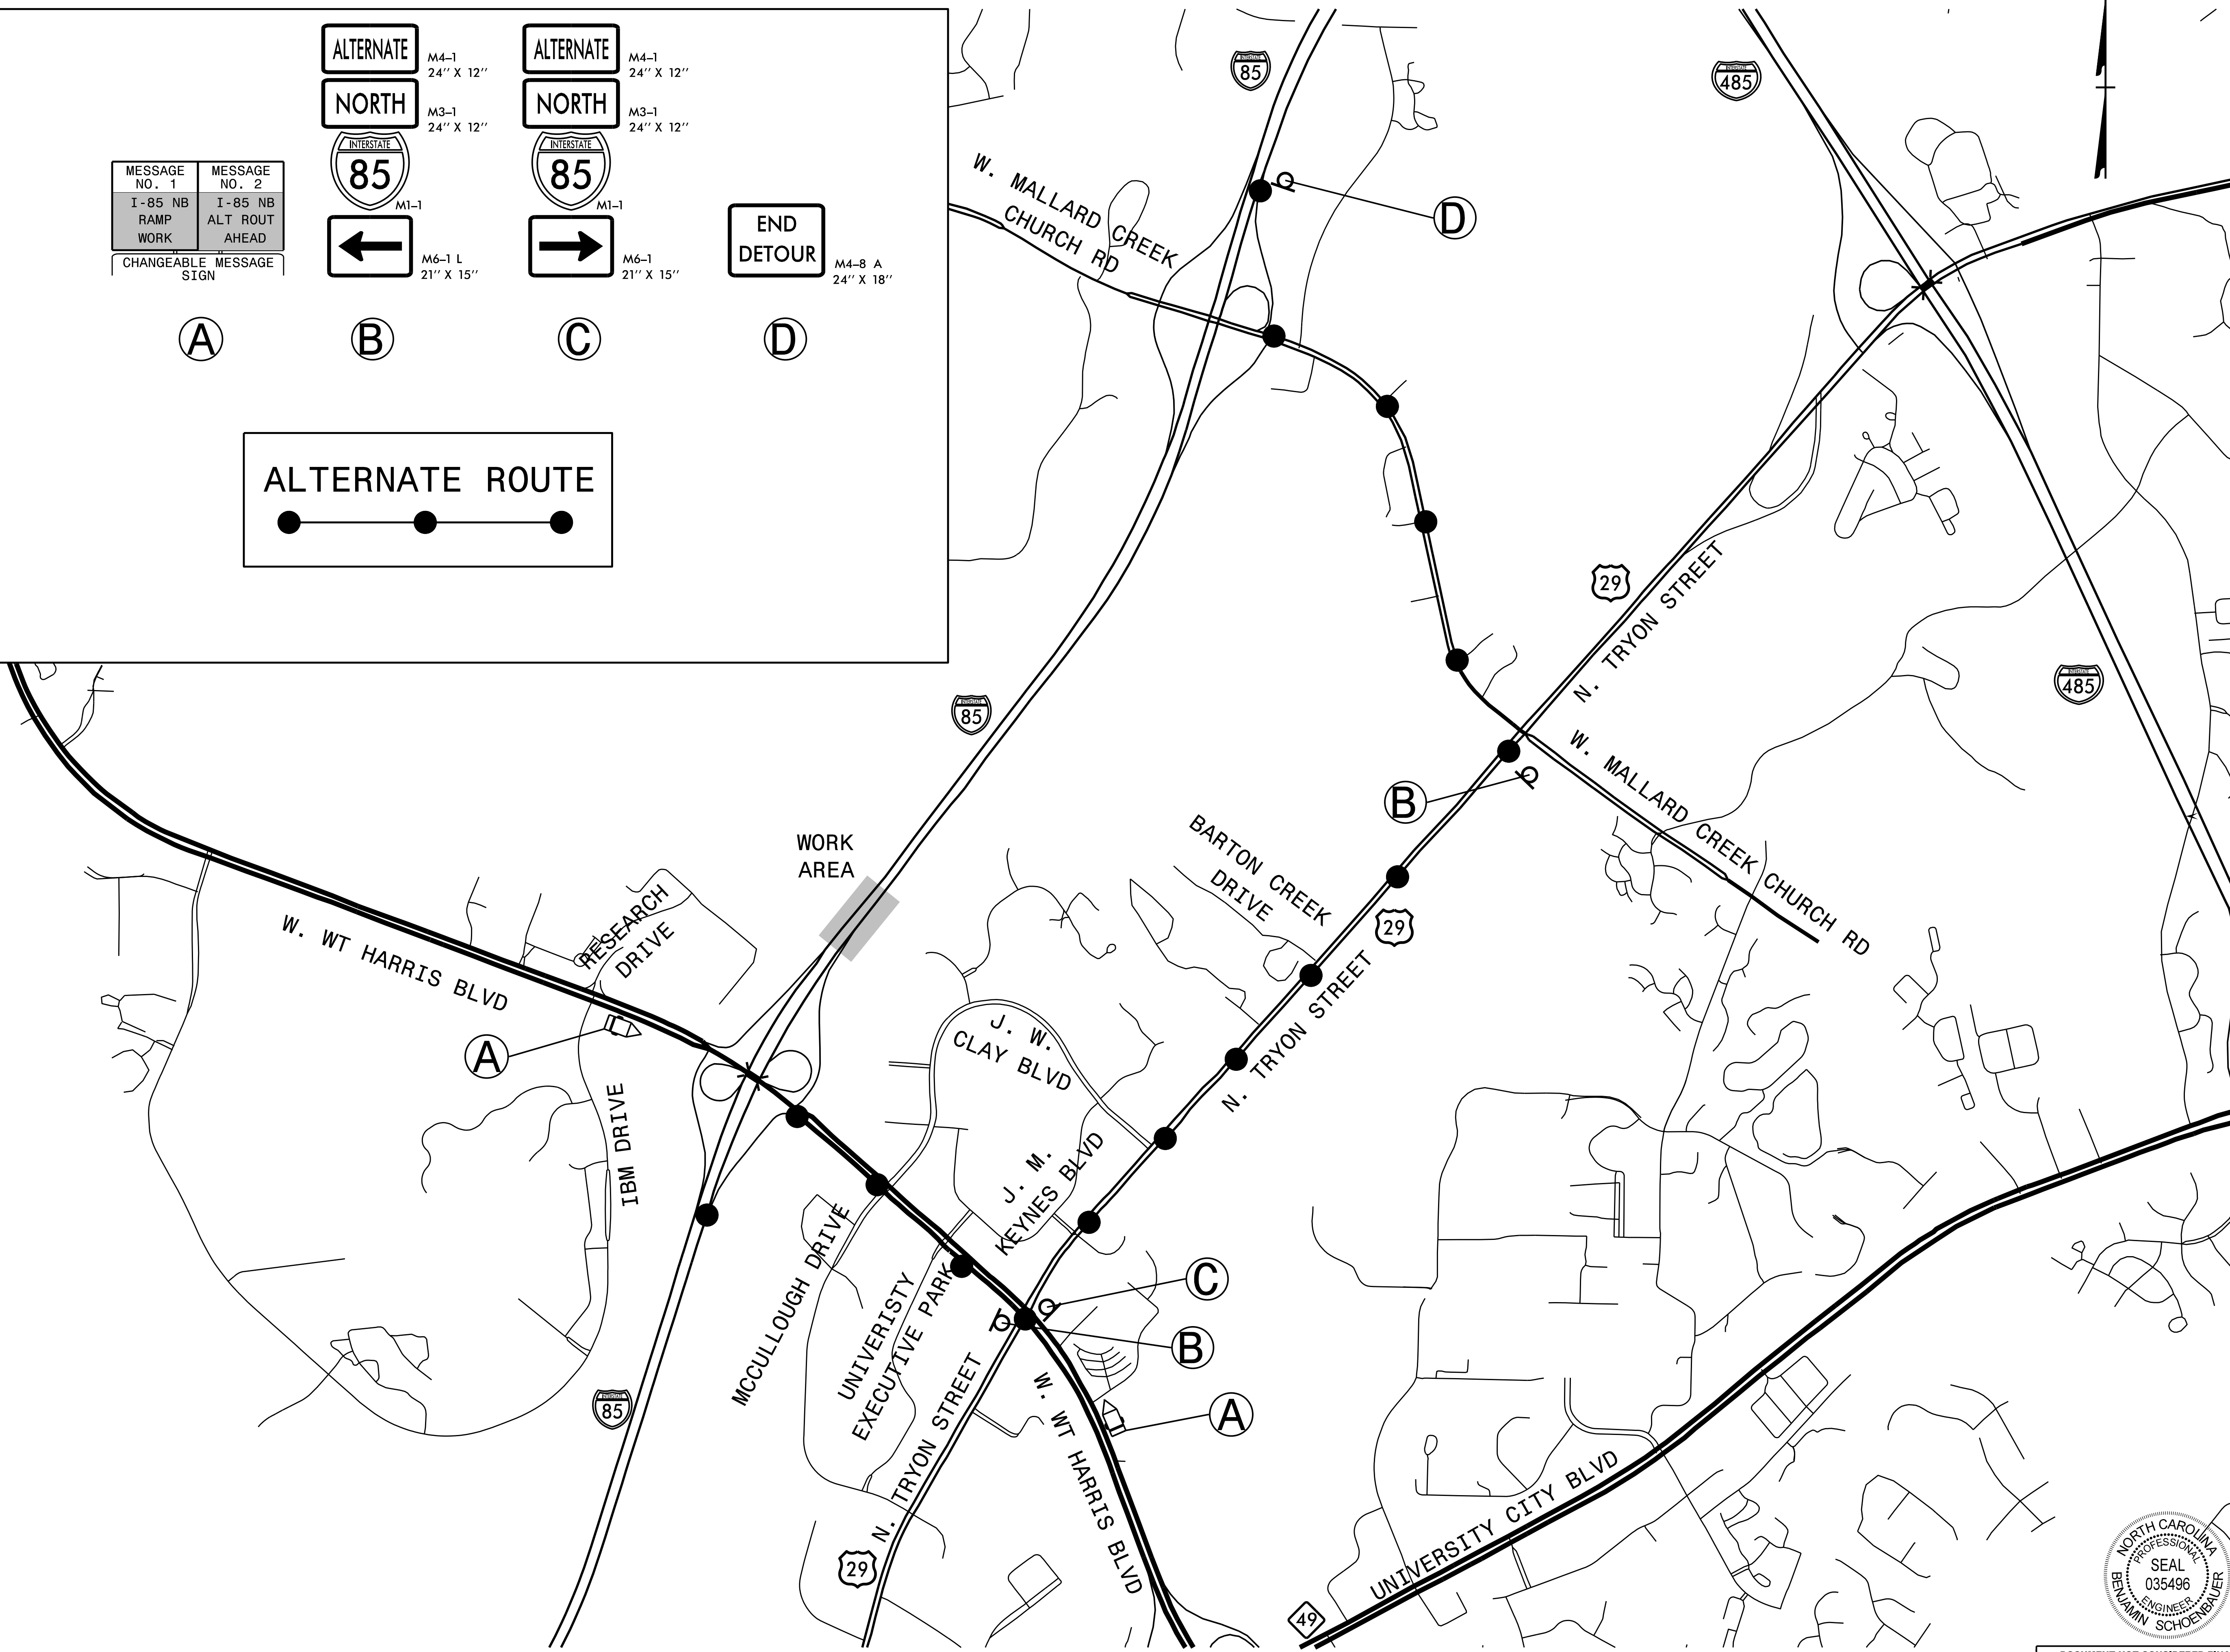 ALTERNATE
M4-1
24'' X 12''
NORTH
M3-1
24'' X 12''
INTERSTATE
85
M1-1
M6-1 L
21'' X 15''
ALTERNATE
M4-1
24'' X 12''
NORTH
M3-1
24'' X 12''
INTERSTATE
85
M1-1
M6-1
21'' X 15''
MESSAGE
NO. 1
I-85 NB
RAMP
WORK
MESSAGE
NO. 2
I-85 NB
ALT ROUT
AHEAD
CHANGEABLE MESSAGE
SIGN
END
DETOUR
M4-8 A
24'' X 18''
A
B
C
D
ALTERNATE ROUTE
INTERSTATE
85
INTERSTATE
485
W. MALLARD CREEK
CHURCH RD
D
29
N. TRYON STREET
INTERSTATE
485
INTERSTATE
85
W. MALLARD CREEK CHURCH RD
B
BARTON CREEK
DRIVE
29
N. TRYON STREET
WORK
AREA
RESEARCH
DRIVE
W. WT HARRIS BLVD
A
J. W.
CLAY BLVD
IBM DRIVE
J. M.
KEYNES BLVD
MCCULLOUGH DRIVE
UNIVERISTY
EXECUTIVE PARK
C
B
A
INTERSTATE
85
N. TRYON STREET
W. WT HARRIS BLVD
29
UNIVERSITY CITY BLVD
49
NORTH CAROLINA
PROFESSIONAL
SEAL
035496
ENGINEER
BENJAMIN SCHOENBAUER